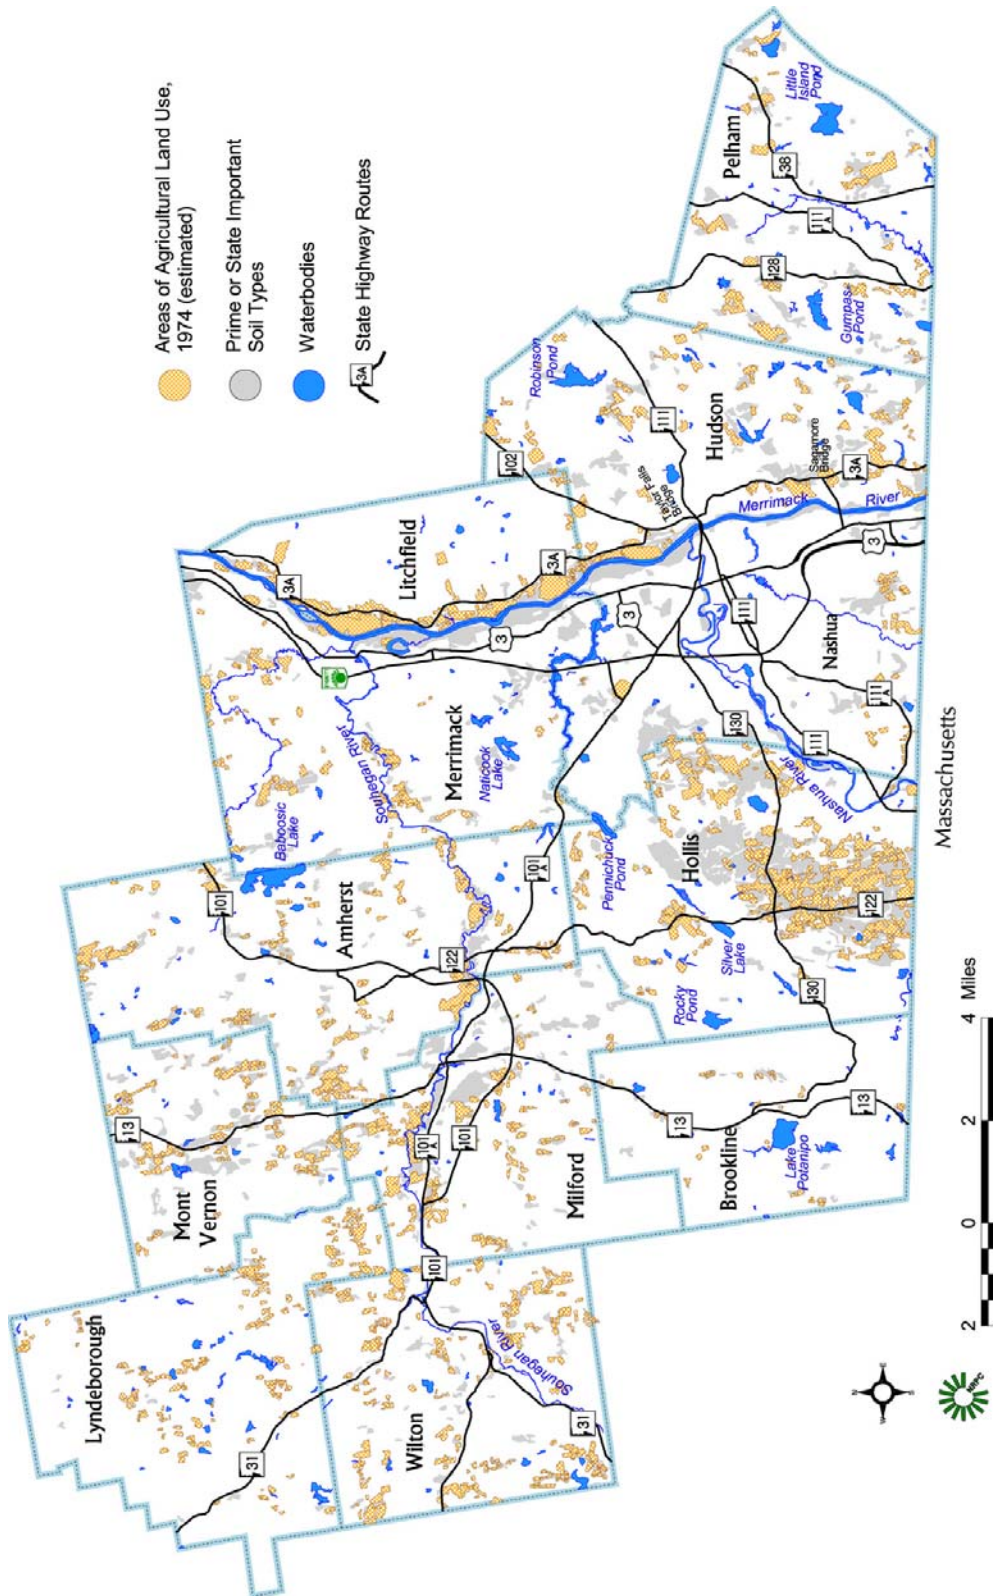 Areas of Agricultural Land Use,
1974 (estimated)
Prime or State Important
Soil Types
Waterbodies
3A
State Highway Routes
Lyndeborough
31
Mont
Vernon
13
Amherst
101
Baboosic
Lake
122
Wilton
31
Souhegan River
101
Milford
101
A
101
101
A
Merrimack
Souhegan River
Naticook
Lake
3
Litchfield
3A
3A
102
Robinson
Pond
Brookline
13
13
Lake
Potanipo
Hollis
Rocky
Pond
Silver
Lake
Pennichuck
Pond
130
122
130
Nashua River
111
Nashua
111
111
A
3
3
Hudson
111
Taylor Falls
Bridge
Merrimack
River
Sagamore
Bridge
3A
Pelham
128
111
A
38
Gumpas
Pond
Little
Island
Pond
Massachusetts
2
0
2
4
Miles
N
NRPC